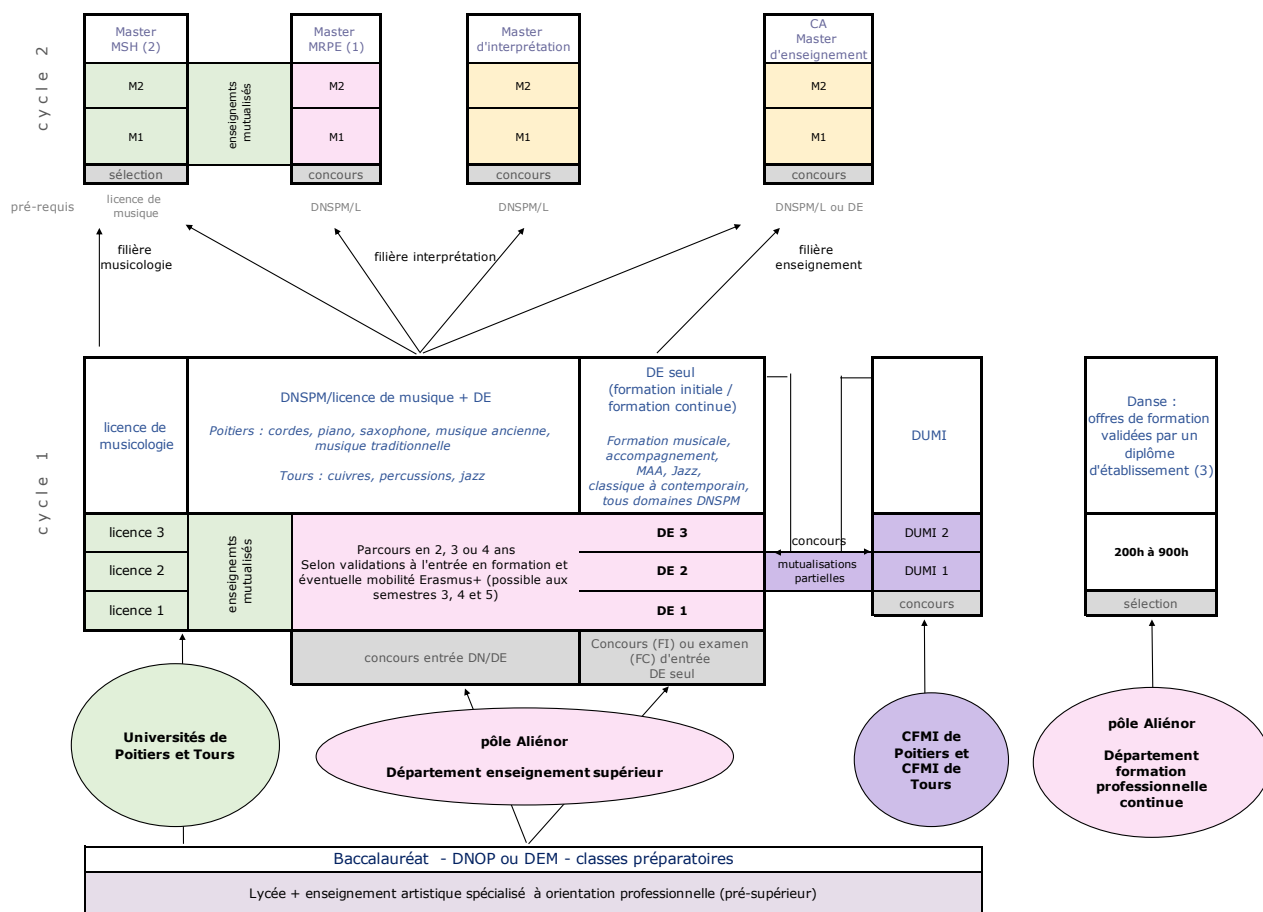 cycle 2
Master
MSH (2)
Master
MRPE (1)
Master
d'interprétation
CA
Master
d'enseignement
M2
enseignemts
mutualisés
M2
M2
M2
M1
M1
M1
M1
sélection
concours
concours
concours
pré-requis
licence de
musique
DNSPM/L
DNSPM/L
DNSPM/L ou DE
filière
musicologie
filière interprétation
filière
enseignement
cycle 1
licence de
musicologie
DNSPM/licence de musique + DE
Poitiers : cordes, piano, saxophone, musique ancienne,
musique traditionnelle
Tours : cuivres, percussions, jazz
DE seul
(formation initiale /
formation continue)
Formation musicale,
accompagnement,
MAA, Jazz,
classique à contemporain,
tous domaines DNSPM
DUMI
Danse :
offres de formation
validées par un
diplôme
d'établissement (3)
licence 3
licence 2
licence 1
enseignemts
mutualisés
Parcours en 2, 3 ou 4 ans
Selon validations à l'entrée en formation et
éventuelle mobilité Erasmus+ (possible aux
semestres 3, 4 et 5)
DE 3
DE 2
DE 1
concours
mutualisations
partielles
DUMI 2
DUMI 1
concours
200h à 900h
sélection
concours entrée DN/DE
Concours (FI) ou examen
(FC) d'entrée
DE seul
Universités de
Poitiers et Tours
pôle Aliénor
Département enseignement supérieur
CFMI de
Poitiers et
CFMI de
Tours
pôle Aliénor
Département
formation
professionnelle
continue
Baccalauréat - DNOP ou DEM - classes préparatoires
Lycée + enseignement artistique spécialisé à orientation professionnelle (pré-supérieur)